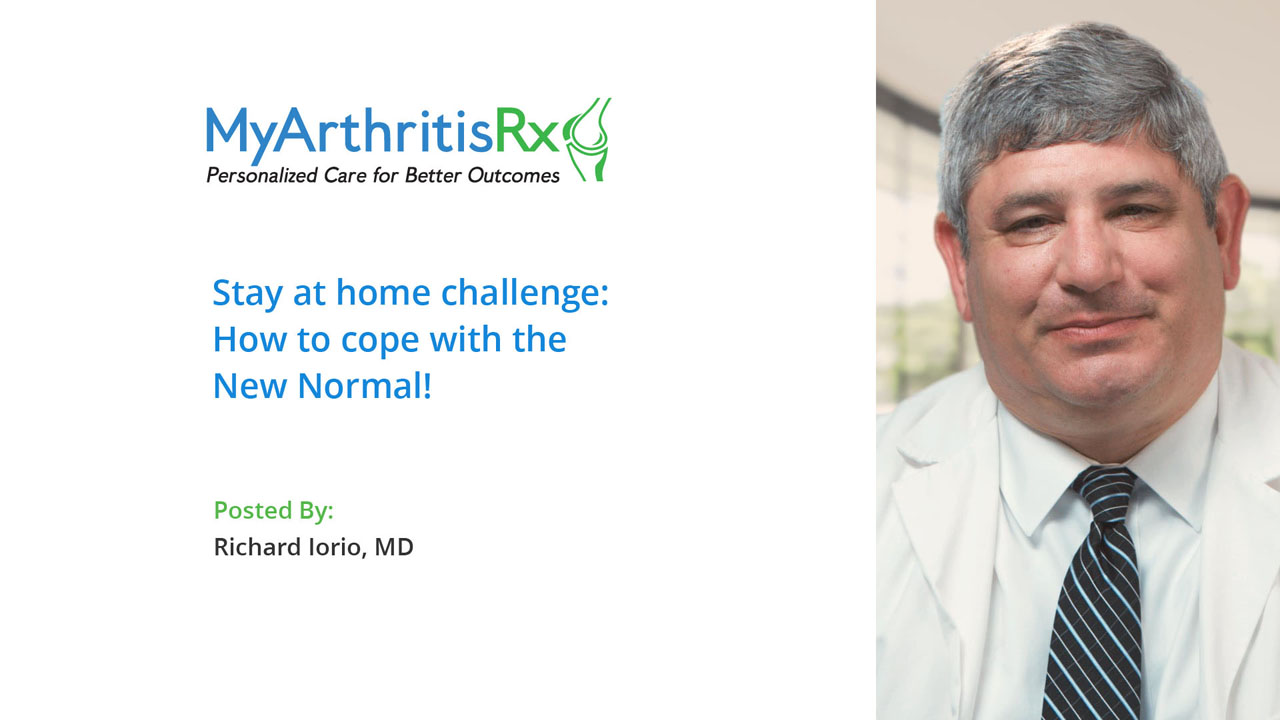 MyArthritisRx
Personalized Care for Better Outcomes
Stay at home challenge:
How to cope with the
New Normal!
Posted By:
Richard Iorio, MD